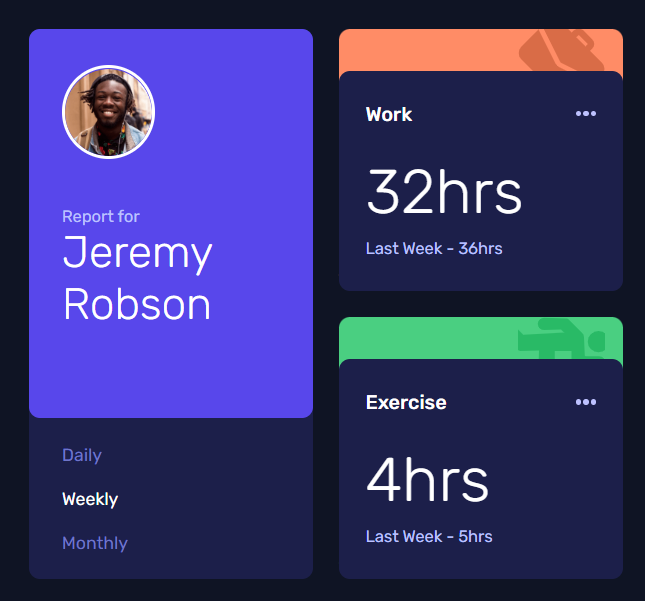 Report for
Jeremy
Robson
Daily
Weekly
Monthly
Work
32hrs
Last Week - 36hrs
Exercise
4hrs
Last Week - 5hrs